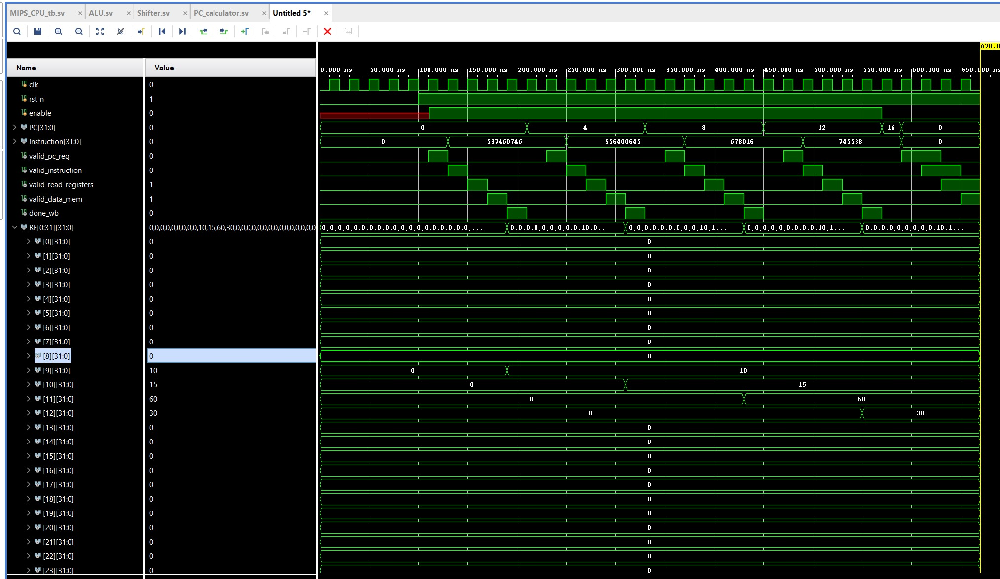 MIPS_CPU_tb.sv × ALU.sv × Shifter.sv × PC_calculator.sv × Untitled 5* ×
670.0
Name Value 0.000 ns 50.000 ns 100.000 ns 150.000 ns 200.000 ns 250.000 ns 300.000 ns 350.000 ns 400.000 ns 450.000 ns 500.000 ns 550.000 ns 600.000 ns 650.000 ns
clk 0
rst_n 1
enable 0
PC[31:0] 0 0 4 8 12 16 0
Instruction[31:0] 0 0 537460746 556400645 678016 745538 0
valid_pc_reg 0
valid_instruction 0
valid_read_registers 1
valid_data_mem 1
done_wb 0
RF[0:31][31:0] 0,0,0,0,0,0,0,0,0,10,15,60,30,0,0,0,0,0,0,0,0,0,0,0,0,0,0,0 0,0,0,0,0,0,0,0,0,0,0,0,0,0,0,0,0,0,... 0,0,0,0,0,0,0,0,0,10,0... 0,0,0,0,0,0,0,0,0,10,1... 0,0,0,0,0,0,0,0,0,10,1... 0,0,0,0,0,0,0,0,0,10,1...
[0][31:0] 0 0
[1][31:0] 0 0
[2][31:0] 0 0
[3][31:0] 0 0
[4][31:0] 0 0
[5][31:0] 0 0
[6][31:0] 0 0
[7][31:0] 0 0
[8][31:0] 0 0
[9][31:0] 10 0 10
[10][31:0] 15 0 15
[11][31:0] 60 0 60
[12][31:0] 30 0 30
[13][31:0] 0 0
[14][31:0] 0 0
[15][31:0] 0 0
[16][31:0] 0 0
[17][31:0] 0 0
[18][31:0] 0 0
[19][31:0] 0 0
[20][31:0] 0 0
[21][31:0] 0 0
[22][31:0] 0 0
[23][31:0] 0 0